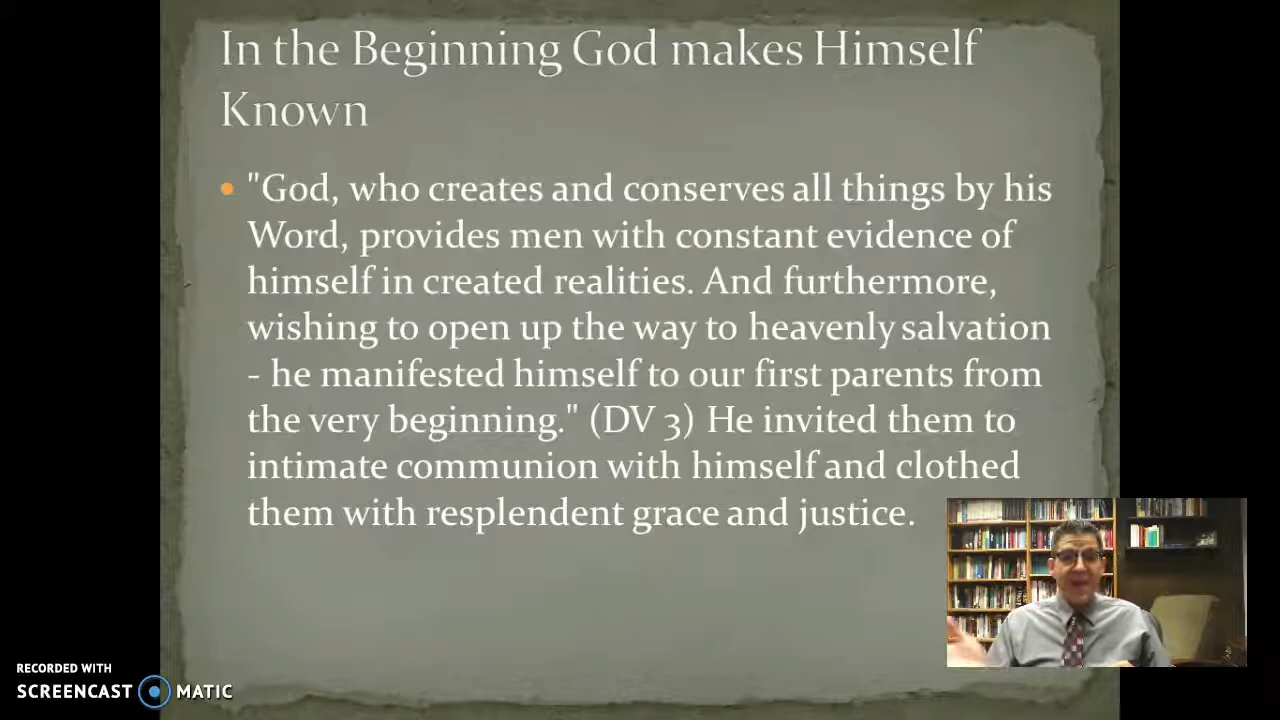 In the Beginning God makes Himself
Known
• "God, who creates and conserves all things by his
Word, provides men with constant evidence of
himself in created realities. And furthermore,
wishing to open up the way to heavenly salvation
- he manifested himself to our first parents from
the very beginning." (DV 3) He invited them to
intimate communion with himself and clothed
them with resplendent grace and justice.
RECORDED WITH
SCREENCAST MATIC